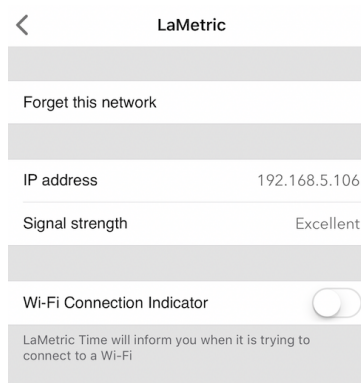 LaMetric
Forget this network
IP address 192.168.5.106
Signal strength Excellent
Wi-Fi Connection Indicator
LaMetric Time will inform you when it is trying to
connect to a Wi-Fi